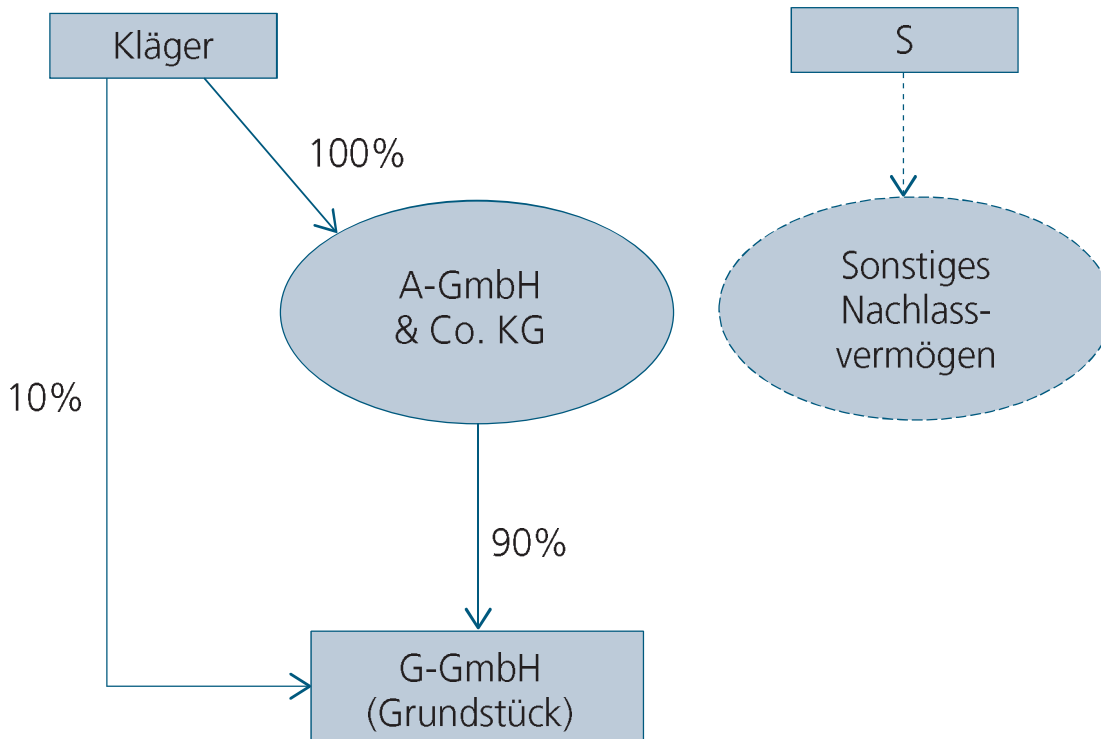 Kläger
S
100%
A-GmbH
& Co. KG
Sonstiges
Nachlass-
vermögen
10%
90%
G-GmbH
(Grundstück)